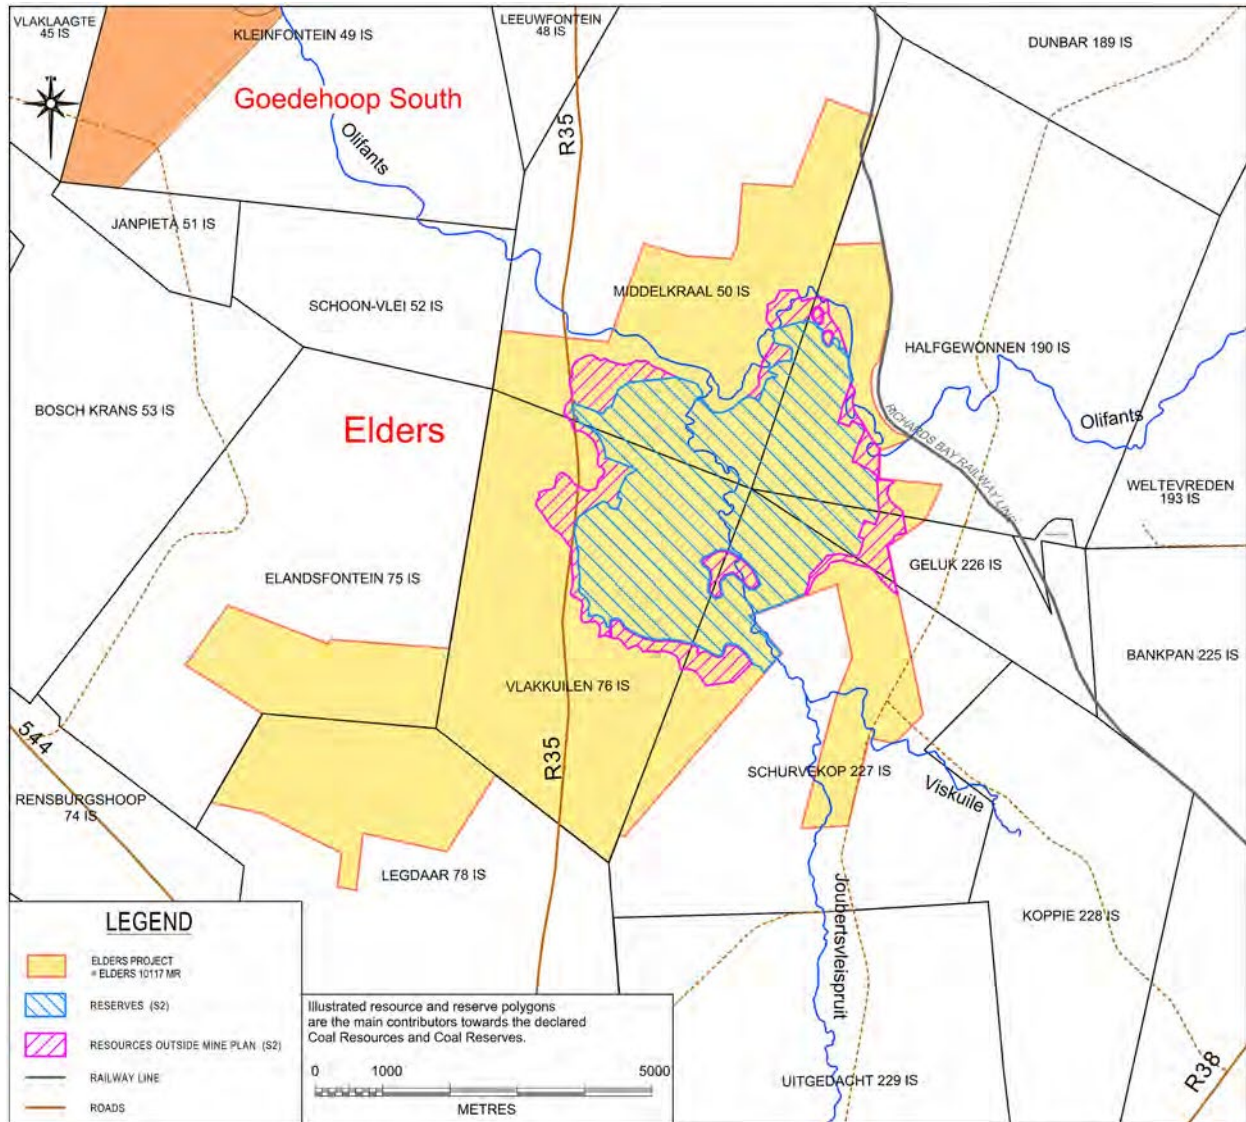 VLAKLAAGTE
45 IS
KLEINFONTEIN 49 IS
LEEUWFONTEIN
48 IS
DUNBAR 189 IS
Goedehoop South
R35
Olifants
JANPIETA 51 IS
SCHOON-VLEI 52 IS
MIDDELKRAAL 50 IS
HALFGEWONNEN 190 IS
BOSCH KRANS 53 IS
Elders
Olifants
RICHARDS BAY RAILWAY LINE
WELTEVREDEN
193 IS
ELANDSFONTEIN 75 IS
GELUK 226 IS
BANKPAN 225 IS
VLAKKUILEN 76 IS
544
R35
SCHURVEKOP 227 IS
Viskuile
RENSBURGSHOOP
74 IS
LEGDAAR 78 IS
Joubertsvleispruit
KOPPIE 228 IS
UITGEDACHT 229 IS
R38
LEGEND
ELDERS PROJECT
= ELDERS 10117 MR
RESERVES (S2)
RESOURCES OUTSIDE MINE PLAN (S2)
RAILWAY LINE
ROADS
Illustrated resource and reserve polygons
are the main contributors towards the declared
Coal Resources and Coal Reserves.
0 1000 5000
METRES